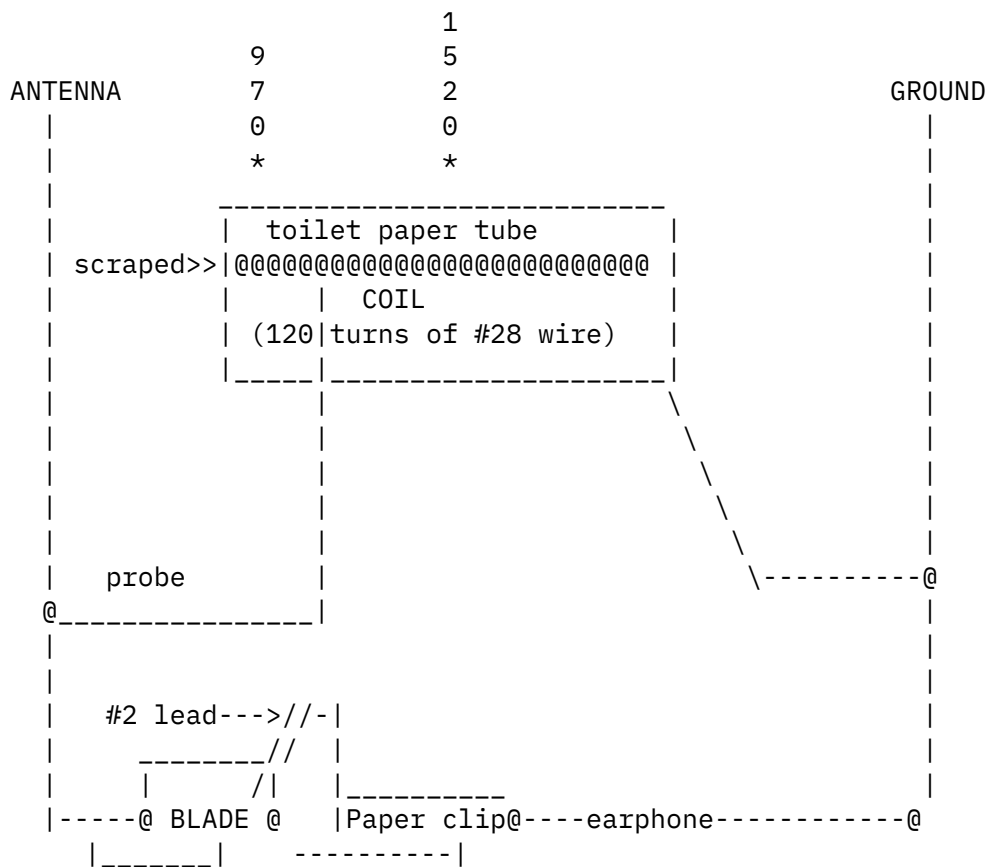 1
9 5
ANTENNA 7 2 GROUND
0 0
* *
toilet paper tube
scraped>>|@@@@@@@@@@@@@@@@@@@@@@@@@@ |
COIL
(120|turns of #28 wire)
probe \----------@
@________________|
#2 lead--->//-|
|-----@ BLADE @ |Paper clip@----earphone------------@